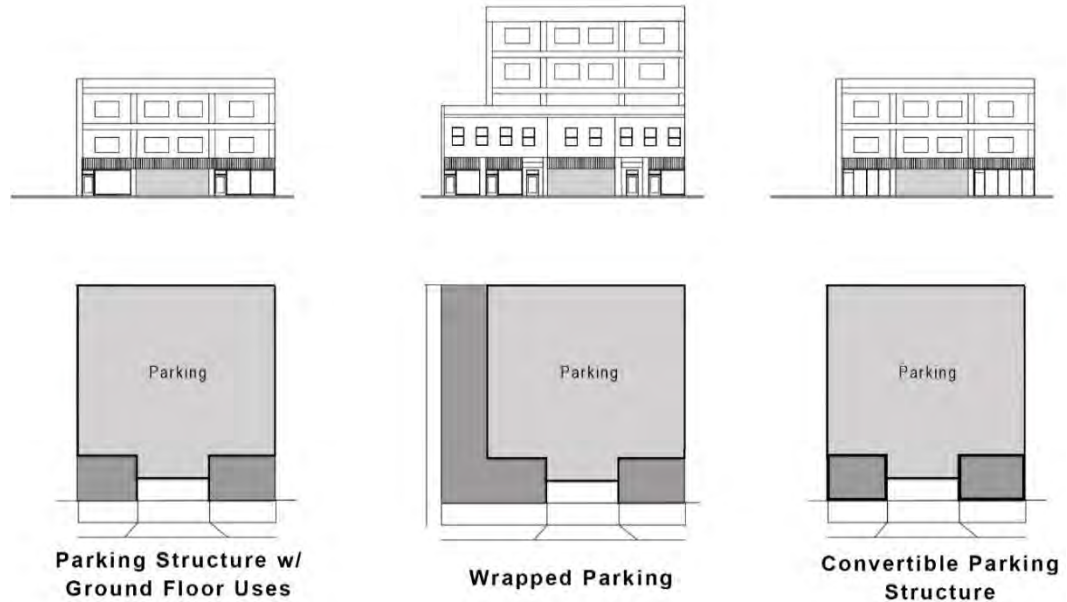 Parking
Parking
Parking
Parking Structure w/
Ground Floor Uses
Wrapped Parking
Convertible Parking
Structure